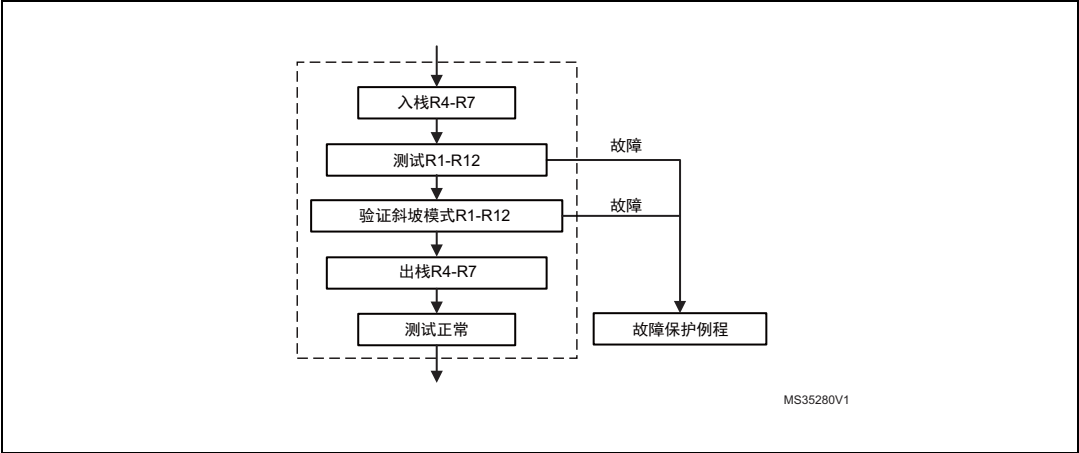 入栈R4-R7
测试R1-R12
故障
验证斜坡模式R1-R12
故障
出栈R4-R7
测试正常
故障保护例程
MS35280V1